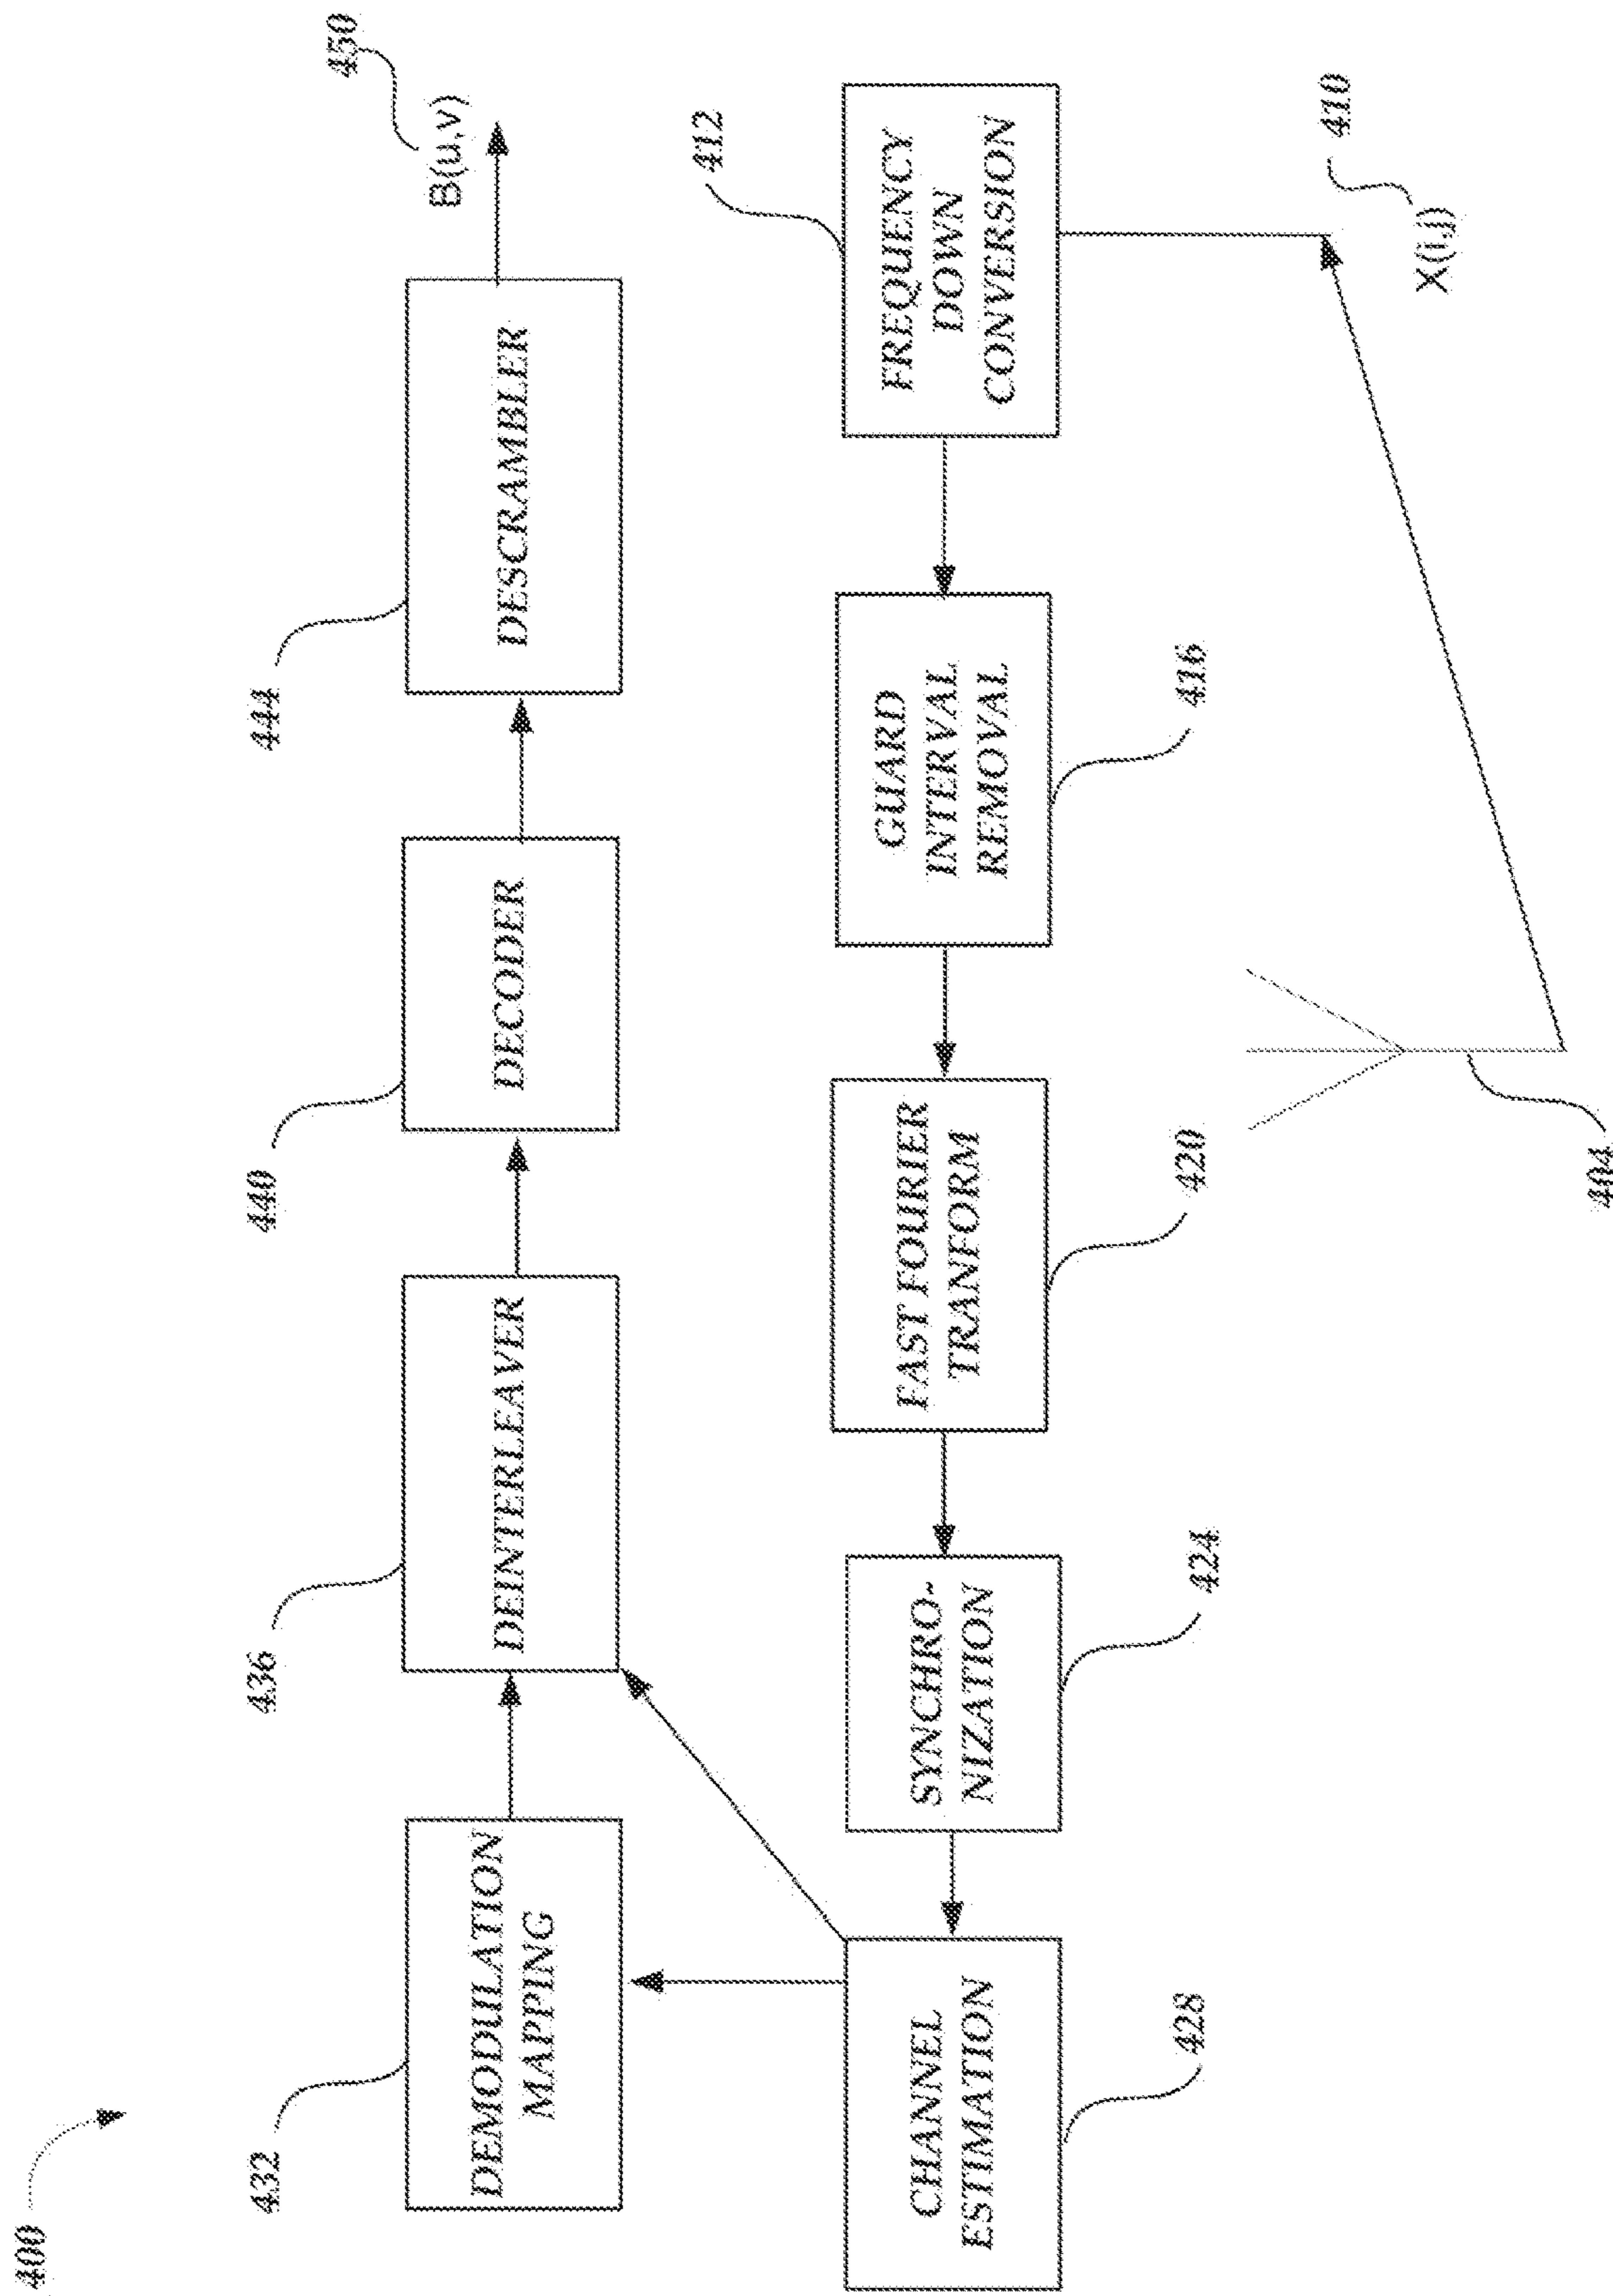 400
432
DEMODULATION
MAPPING
436
DEINTERLEAVER
440
DECODER
444
DESCRAMBLER
B(u,v)
450
CHANNEL
ESTIMATION
428
SYNCHRO-
NIZATION
424
FAST FOURIER
TRANFORM
420
GUARD
INTERVAL
REMOVAL
416
FREQUENCY
DOWN
CONVERSION
412
404
X(i,j)
410